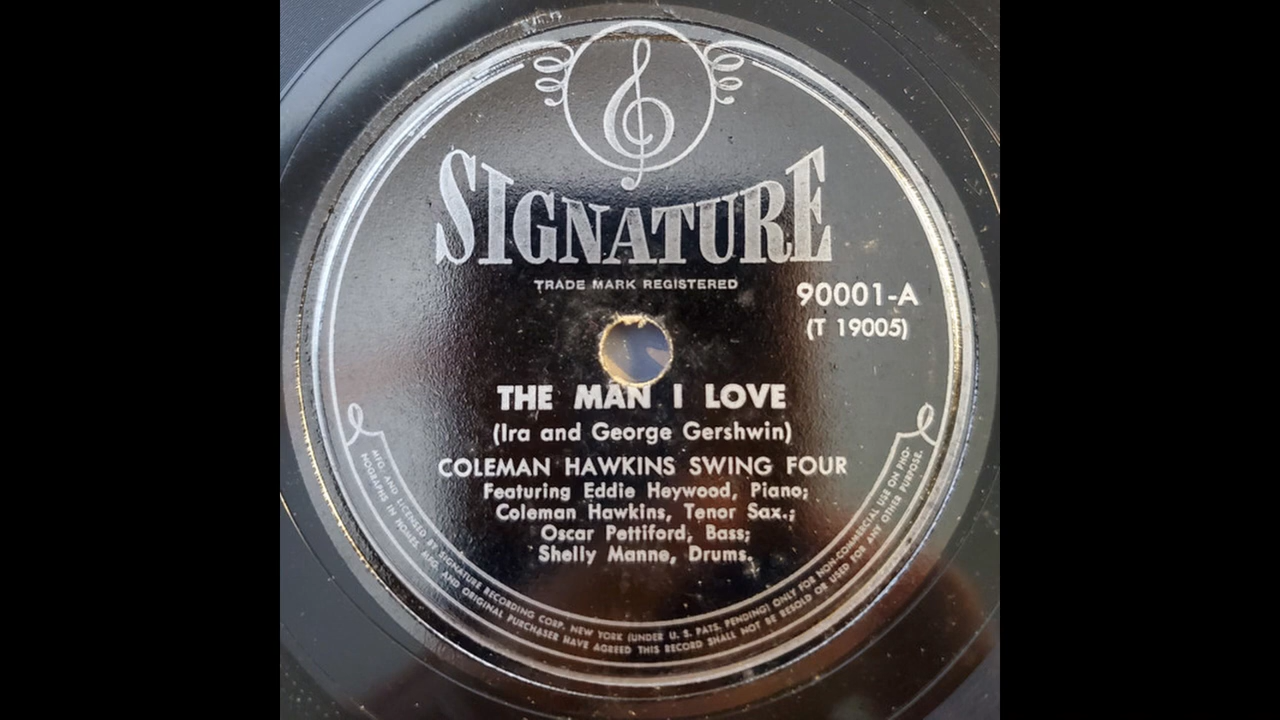 SIGNATURE
TRADE MARK REGISTERED
90001-A
(T 19005)
THE MAN I LOVE
(Ira and George Gershwin)
COLEMAN HAWKINS SWING FOUR
Featuring Eddie Heywood, Piano;
Coleman Hawkins, Tenor Sax.;
Oscar Pettiford, Bass;
Shelly Manne, Drums.
MFG. AND LICENSED BY SIGNATURE RECORDING CORP. NEW YORK (UNDER U. S. PATS. PENDING) ONLY FOR NON-COMMERCIAL USE ON PHO-
NOGRAPHS IN HOMES. MFG. AND ORIGINAL PURCHASER HAVE AGREED THIS RECORD SHALL NOT BE RESOLD OR USED FOR ANY OTHER PURPOSE.